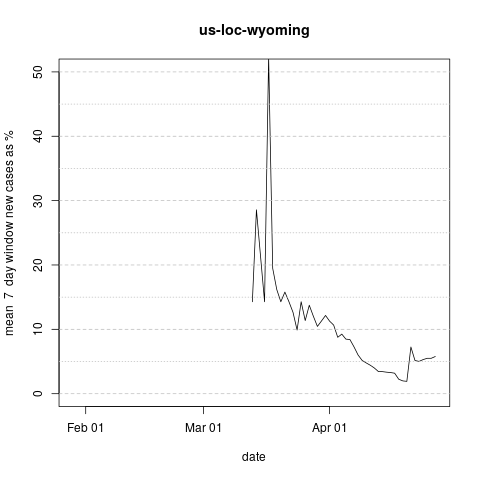 us-loc-wyoming
mean 7 day window new cases as %
50
40
30
20
10
0
Feb 01
Mar 01
Apr 01
date